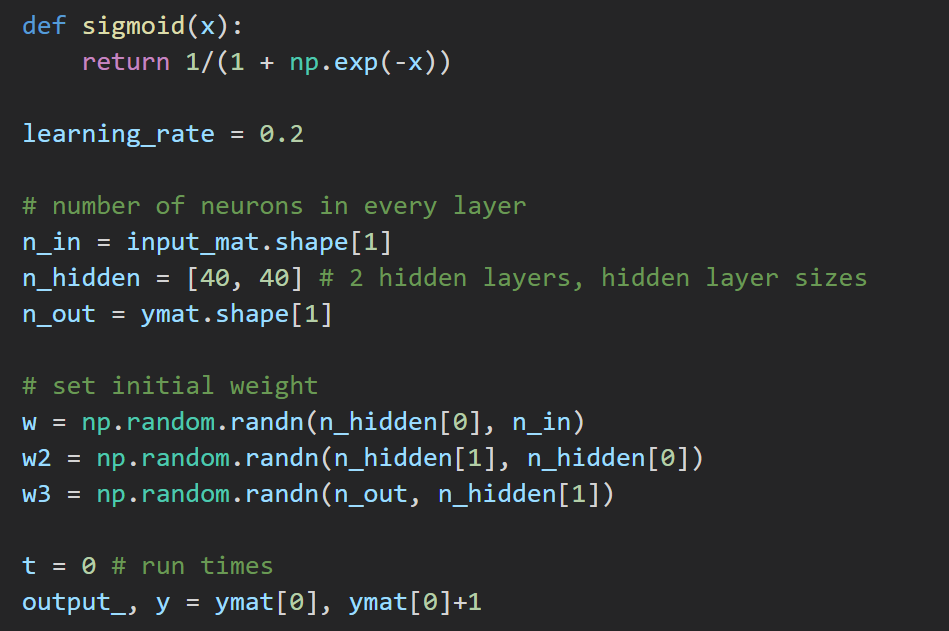 def sigmoid(x):
    return 1/(1 + np.exp(-x))
learning_rate = 0.2
# number of neurons in every layer
n_in = input_mat.shape[1]
n_hidden = [40, 40] # 2 hidden layers, hidden layer sizes
n_out = ymat.shape[1]
# set initial weight
w = np.random.randn(n_hidden[0], n_in)
w2 = np.random.randn(n_hidden[1], n_hidden[0])
w3 = np.random.randn(n_out, n_hidden[1])
t = 0 # run times
output_, y = ymat[0], ymat[0]+1